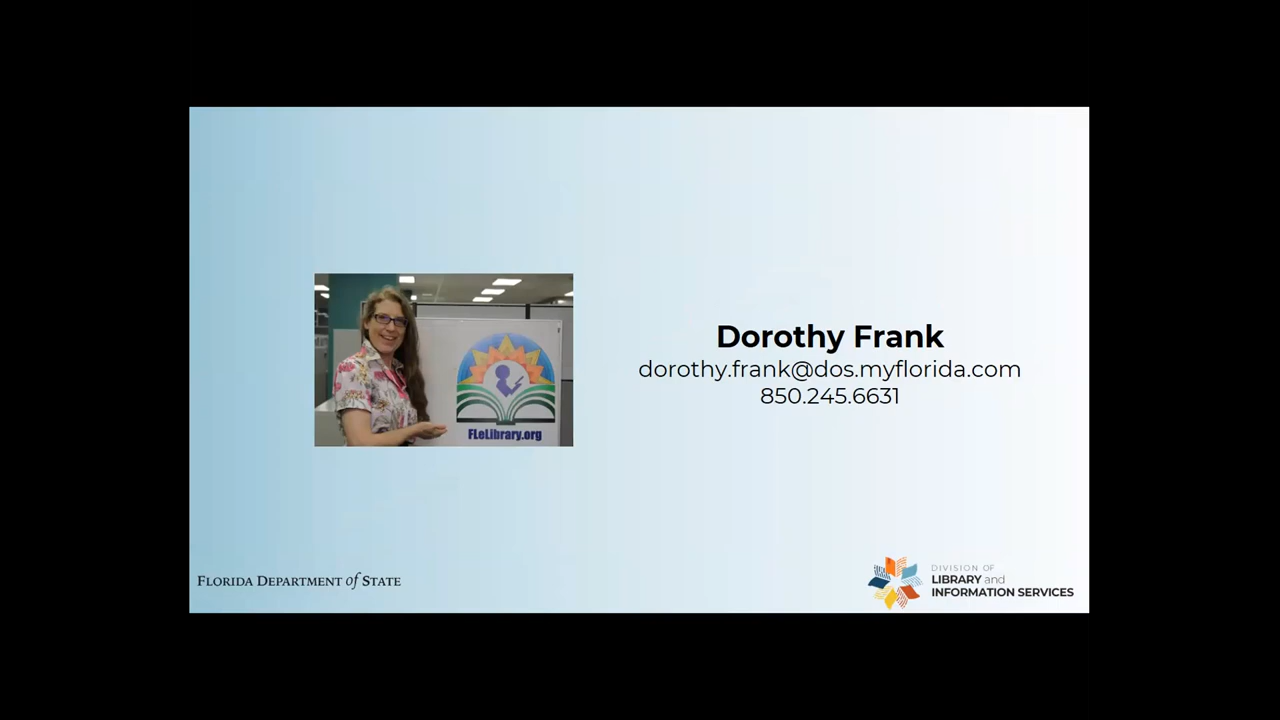 Dorothy Frank
dorothy.frank@dos.myflorida.com
850.245.6631
FLeLibrary.org
FLORIDA DEPARTMENT of STATE
DIVISION OF
LIBRARY and
INFORMATION SERVICES